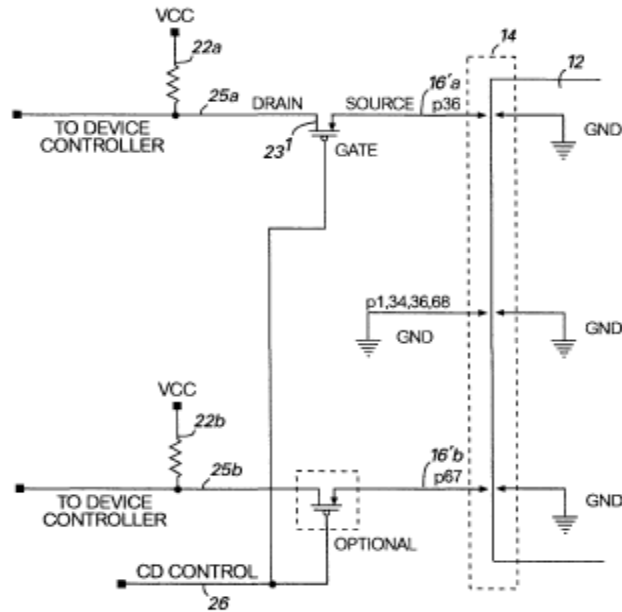 VCC
22a
14
12
25a
DRAIN
SOURCE
16'a
p36
TO DEVICE
CONTROLLER
23¹
GATE
GND
p1,34,36,68
GND
GND
VCC
22b
25b
16'b
p67
TO DEVICE
CONTROLLER
OPTIONAL
GND
CD CONTROL
26